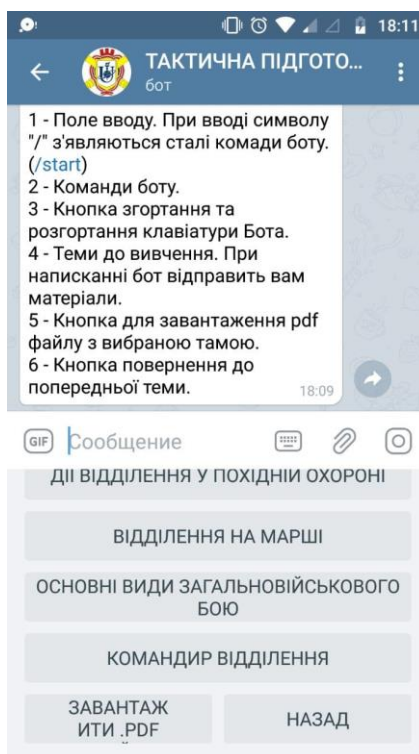 18:11
ТАКТИЧНА ПІДГОТО...
бот
1 - Поле вводу. При вводі символу
"/" з'являються сталі комади боту.
(/start)
2 - Команди боту.
3 - Кнопка згортання та
розгортання клавіатури Бота.
4 - Теми до вивчення. При
написканні бот відправить вам
матеріали.
5 - Кнопка для завантаження pdf
файлу з вибраною тамою.
6 - Кнопка повернення до
попередньої теми.
18:09
GIF Сообщение
ДІЇ ВІДДІЛЕННЯ У ПОХІДНІЙ ОХОРОНІ
ВІДДІЛЕННЯ НА МАРШІ
ОСНОВНІ ВИДИ ЗАГАЛЬНОВІЙСЬКОВОГО
БОЮ
КОМАНДИР ВІДДІЛЕННЯ
ЗАВАНТАЖ
ИТИ .PDF
НАЗАД